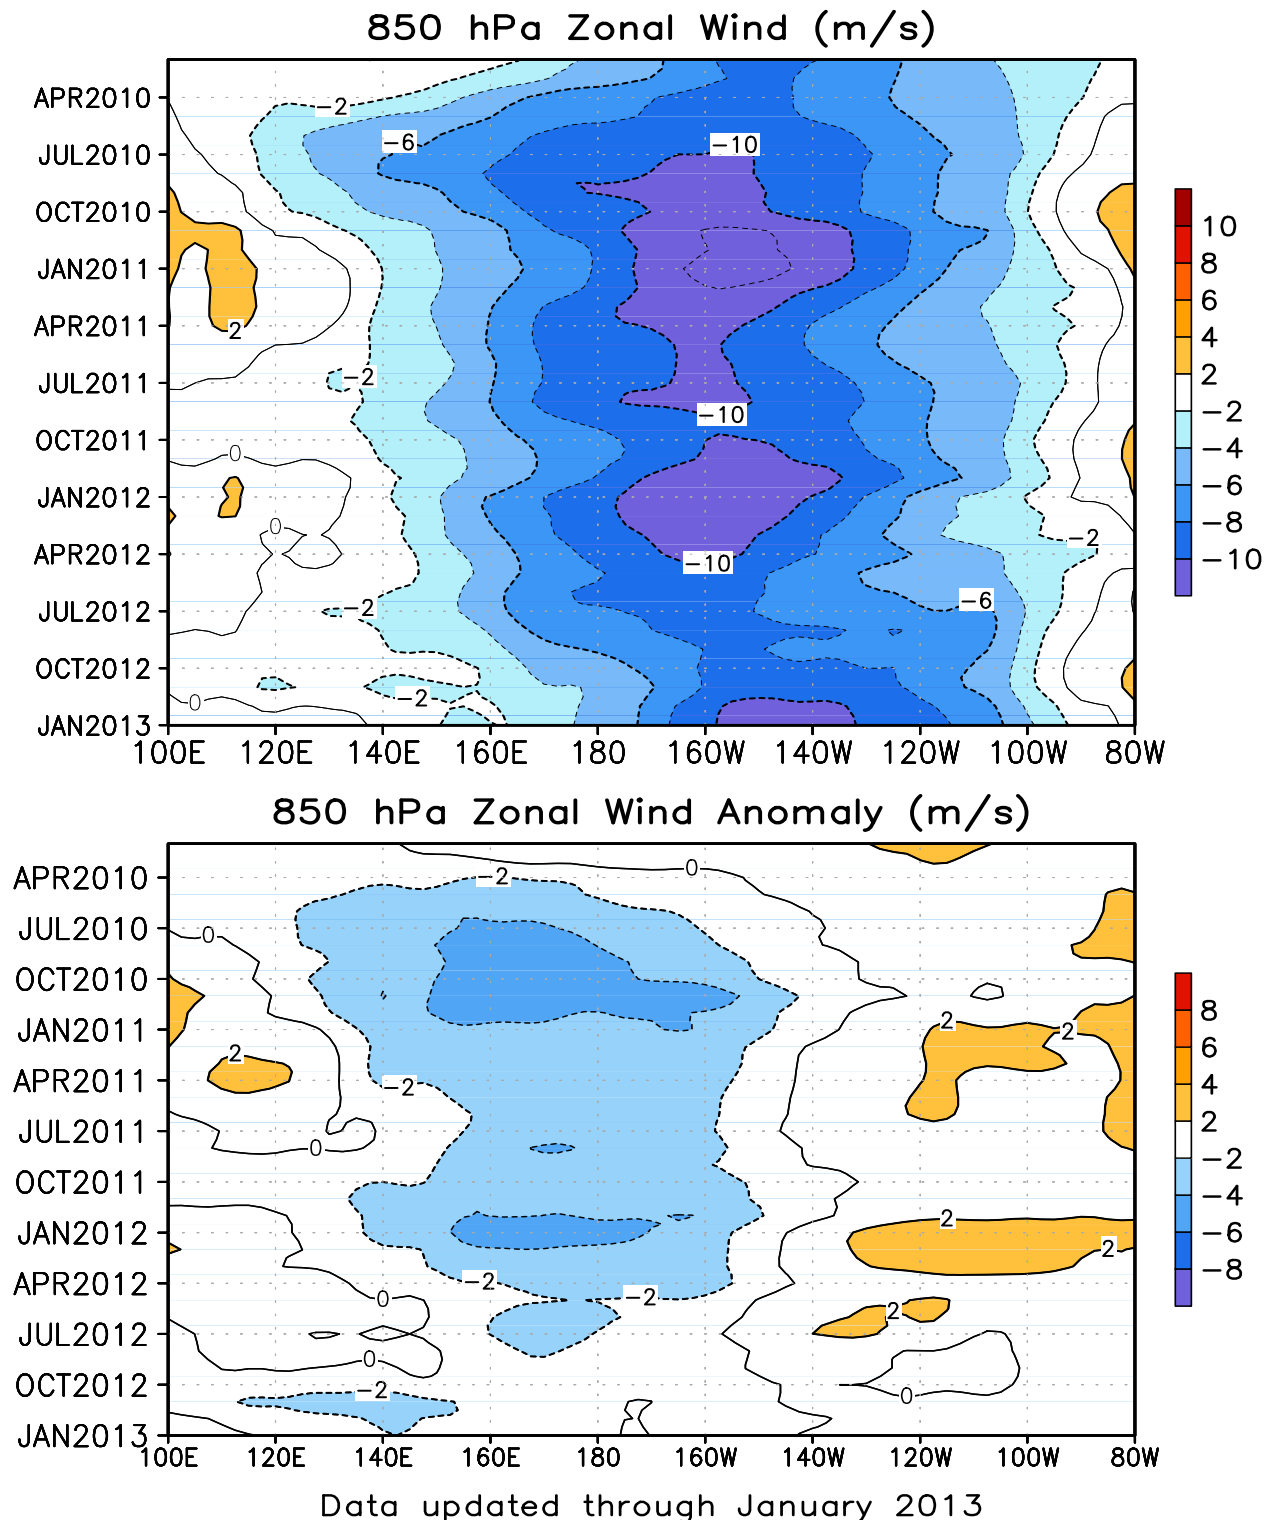 850 hPa Zonal Wind (m/s)
APR2010
JUL2010
OCT2010
JAN2011
APR2011
JUL2011
OCT2011
JAN2012
APR2012
JUL2012
OCT2012
JAN2013
100E 120E 140E 160E 180 160W 140W 120W 100W 80W
-2
-6
-10
2
-2
-10
0
0
-2
-10
-6
-2
-2
0
10
8
6
4
2
-2
-4
-6
-8
-10
850 hPa Zonal Wind Anomaly (m/s)
APR2010
JUL2010
OCT2010
JAN2011
APR2011
JUL2011
OCT2011
JAN2012
APR2012
JUL2012
OCT2012
JAN2013
100E 120E 140E 160E 180 160W 140W 120W 100W 80W
0
-2
0
2
2
2
-2
0
2
2
-2
-2
0
2
0
-2
0
8
6
4
2
-2
-4
-6
-8
Data updated through January 2013